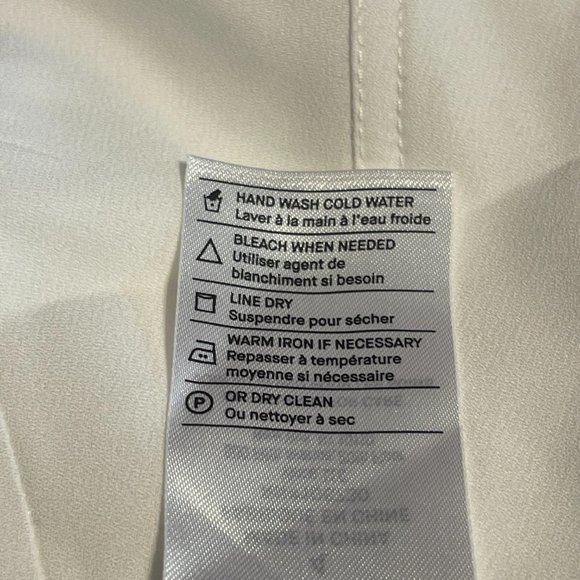 HAND WASH COLD WATER
Laver à la main à l'eau froide
BLEACH WHEN NEEDED
Utiliser agent de
blanchiment si besoin
LINE DRY
Suspendre pour sécher
WARM IRON IF NECESSARY
Repasser à température
moyenne si nécessaire
P
OR DRY CLEAN
Ou nettoyer à sec
EN CHINE
MADE IN CHINA